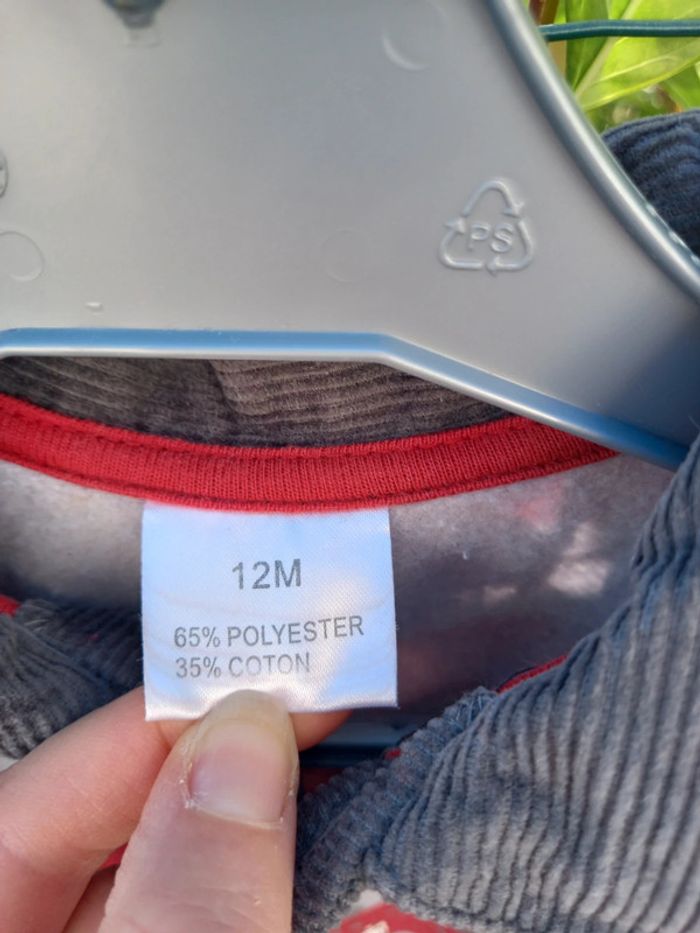 PS
12M
65% POLYESTER
35% COTON